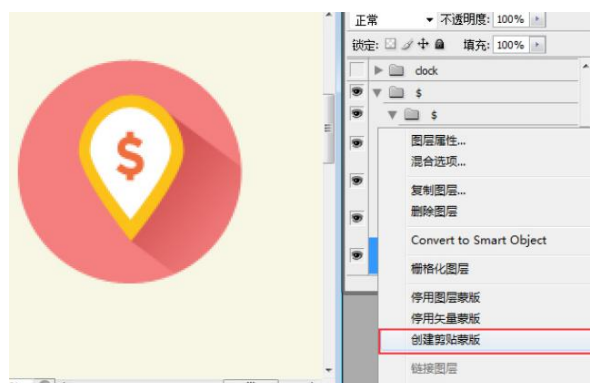 $
正常 不透明度: 100%
锁定: 填充: 100%
clock
$
$
图层属性...
混合选项...
复制图层...
删除图层
Convert to Smart Object
栅格化图层
停用图层蒙版
停用矢量蒙版
创建剪贴蒙版
链接图层